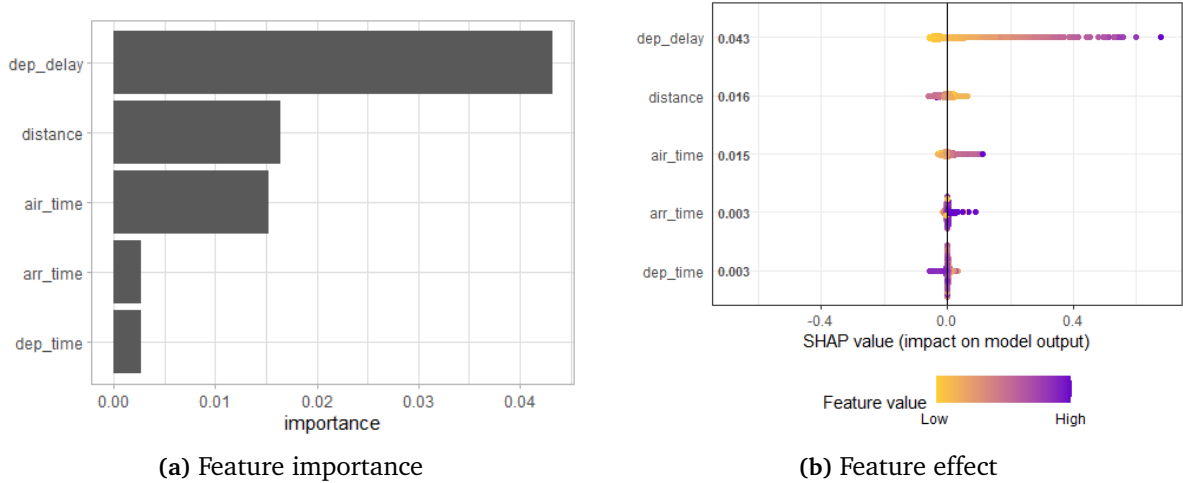 dep_delay
distance
air_time
arr_time
dep_time
0.00 0.01 0.02 0.03 0.04
importance
(a) Feature importance
dep_delay 0.043
distance 0.016
air_time 0.015
arr_time 0.003
dep_time 0.003
-0.4 0.0 0.4
SHAP value (impact on model output)
Feature value
Low High
(b) Feature effect